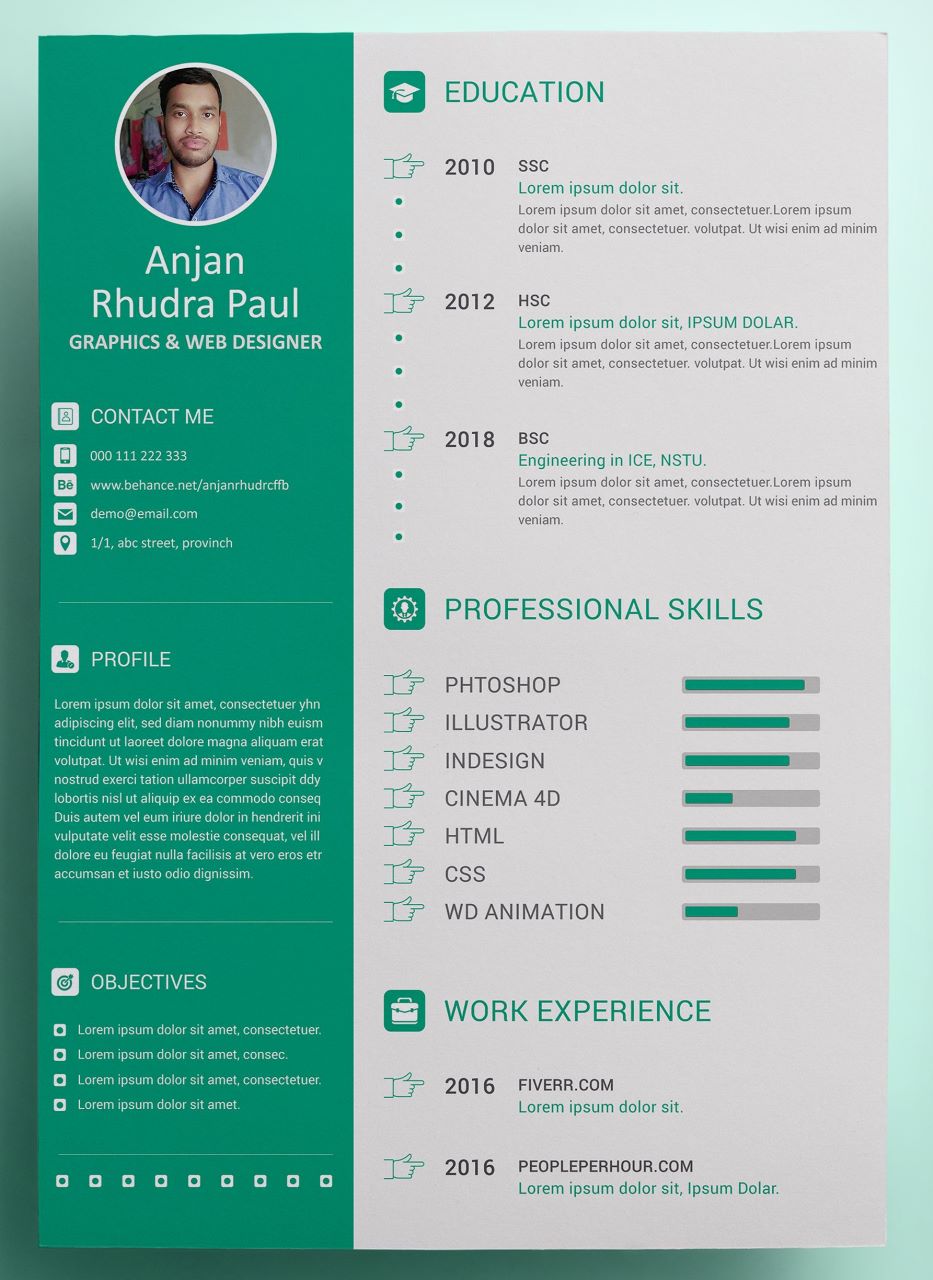 Anjan
Rhudra Paul
GRAPHICS & WEB DESIGNER
CONTACT ME
000 111 222 333
Bē www.behance.net/anjanrhudrcffb
demo@email.com
1/1, abc street, provinch
PROFILE
Lorem ipsum dolor sit amet, consectetuer yhn
adipiscing elit, sed diam nonummy nibh euism
tincidunt ut laoreet dolore magna aliquam erat
volutpat. Ut wisi enim ad minim veniam, quis v
nostrud exerci tation ullamcorper suscipit ddy
lobortis nisl ut aliquip ex ea commodo conseq
Duis autem vel eum iriure dolor in hendrerit ini
vulputate velit esse molestie consequat, vel ill
dolore eu feugiat nulla facilisis at vero eros etr
accumsan et iusto odio dignissim.
OBJECTIVES
Lorem ipsum dolor sit amet, consectetuer.
Lorem ipsum dolor sit amet, consec.
Lorem ipsum dolor sit amet, consectetuer.
Lorem ipsum dolor sit amet.
EDUCATION
2010 SSC
Lorem ipsum dolor sit.
Lorem ipsum dolor sit amet, consectetuer.Lorem ipsum
dolor sit amet, consectetuer. volutpat. Ut wisi enim ad minim
veniam.
2012 HSC
Lorem ipsum dolor sit, IPSUM DOLAR.
Lorem ipsum dolor sit amet, consectetuer.Lorem ipsum
dolor sit amet, consectetuer. volutpat. Ut wisi enim ad minim
veniam.
2018 BSC
Engineering in ICE, NSTU.
Lorem ipsum dolor sit amet, consectetuer.Lorem ipsum
dolor sit amet, consectetuer. volutpat. Ut wisi enim ad minim
veniam.
PROFESSIONAL SKILLS
PHTOSHOP
ILLUSTRATOR
INDESIGN
CINEMA 4D
HTML
CSS
WD ANIMATION
WORK EXPERIENCE
2016 FIVERR.COM
Lorem ipsum dolor sit.
2016 PEOPLEPERHOUR.COM
Lorem ipsum dolor sit, Ipsum Dolar.